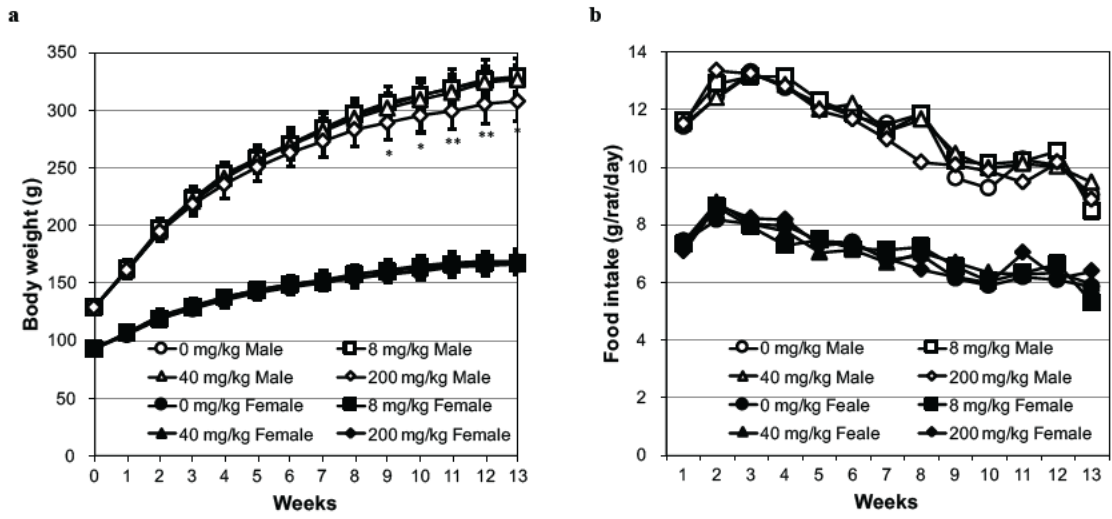 a
350
300
250
200
150
100
50
0
Body weight (g)
* * ** ** *
0 mg/kg Male 8 mg/kg Male
40 mg/kg Male 200 mg/kg Male
0 mg/kg Female 8 mg/kg Female
40 mg/kg Female 200 mg/kg Female
0 1 2 3 4 5 6 7 8 9 10 11 12 13
Weeks
b
14
12
10
8
6
4
2
0
Food intake (g/rat/day)
0 mg/kg Male 8 mg/kg Male
40 mg/kg Male 200 mg/kg Male
0 mg/kg Feale 8 mg/kg Female
40 mg/kg Feale 200 mg/kg Female
1 2 3 4 5 6 7 8 9 10 11 12 13
Weeks